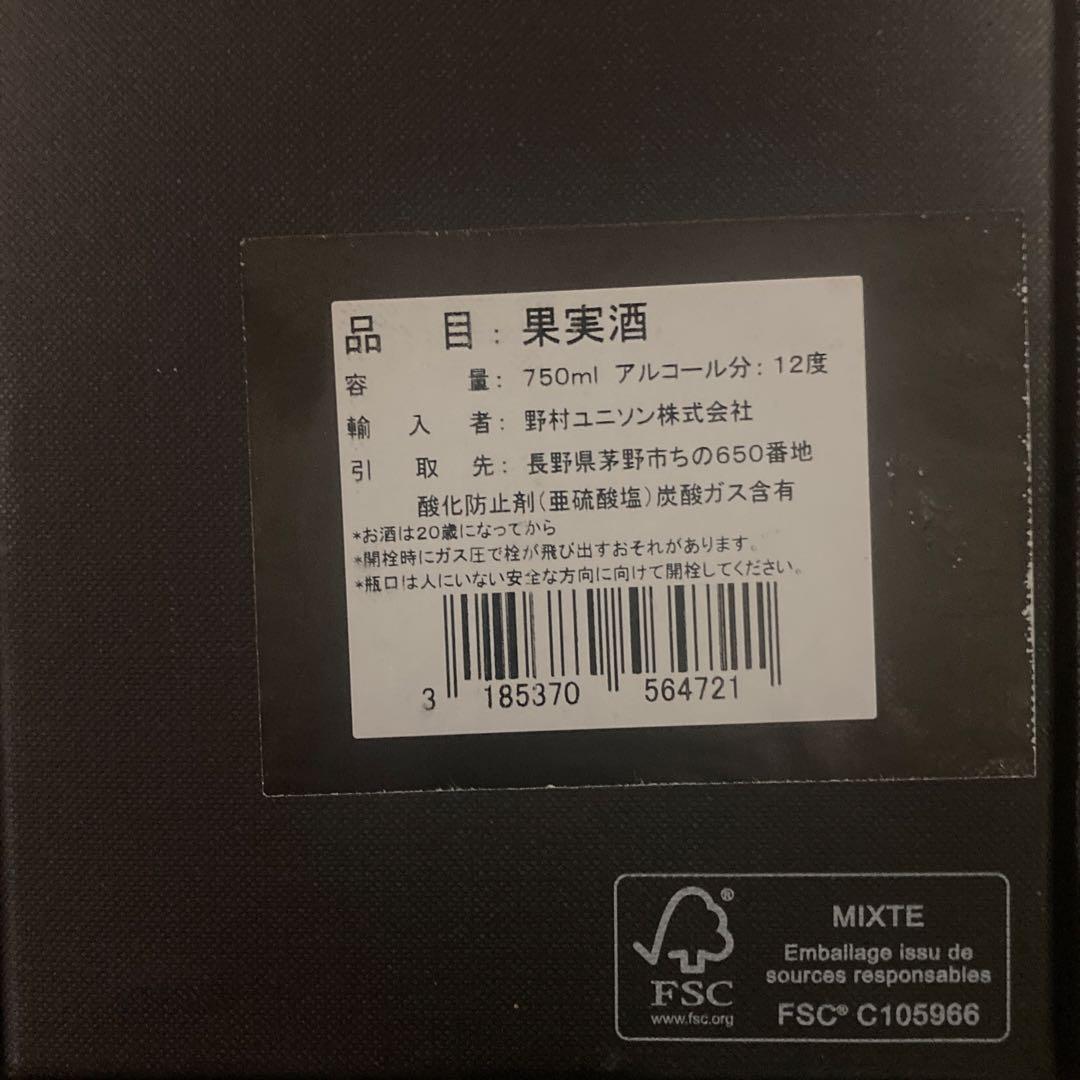 品 目: 果実酒
容 量: 750ml アルコール分: 12度
輸 入 者: 野村ユニソン株式会社
引 取 先: 長野県茅野市ちの650番地
酸化防止剤(亜硫酸塩)炭酸ガス含有
*お酒は20歳になってから
*開栓時にガス圧で栓が飛び出すおそれがあります。
*瓶口は人にいない安全な方向に向けて開栓してください。
3 185370 564721
FSC®
www.fsc.org
MIXTE
Emballage issu de
sources responsables
FSC® C105966